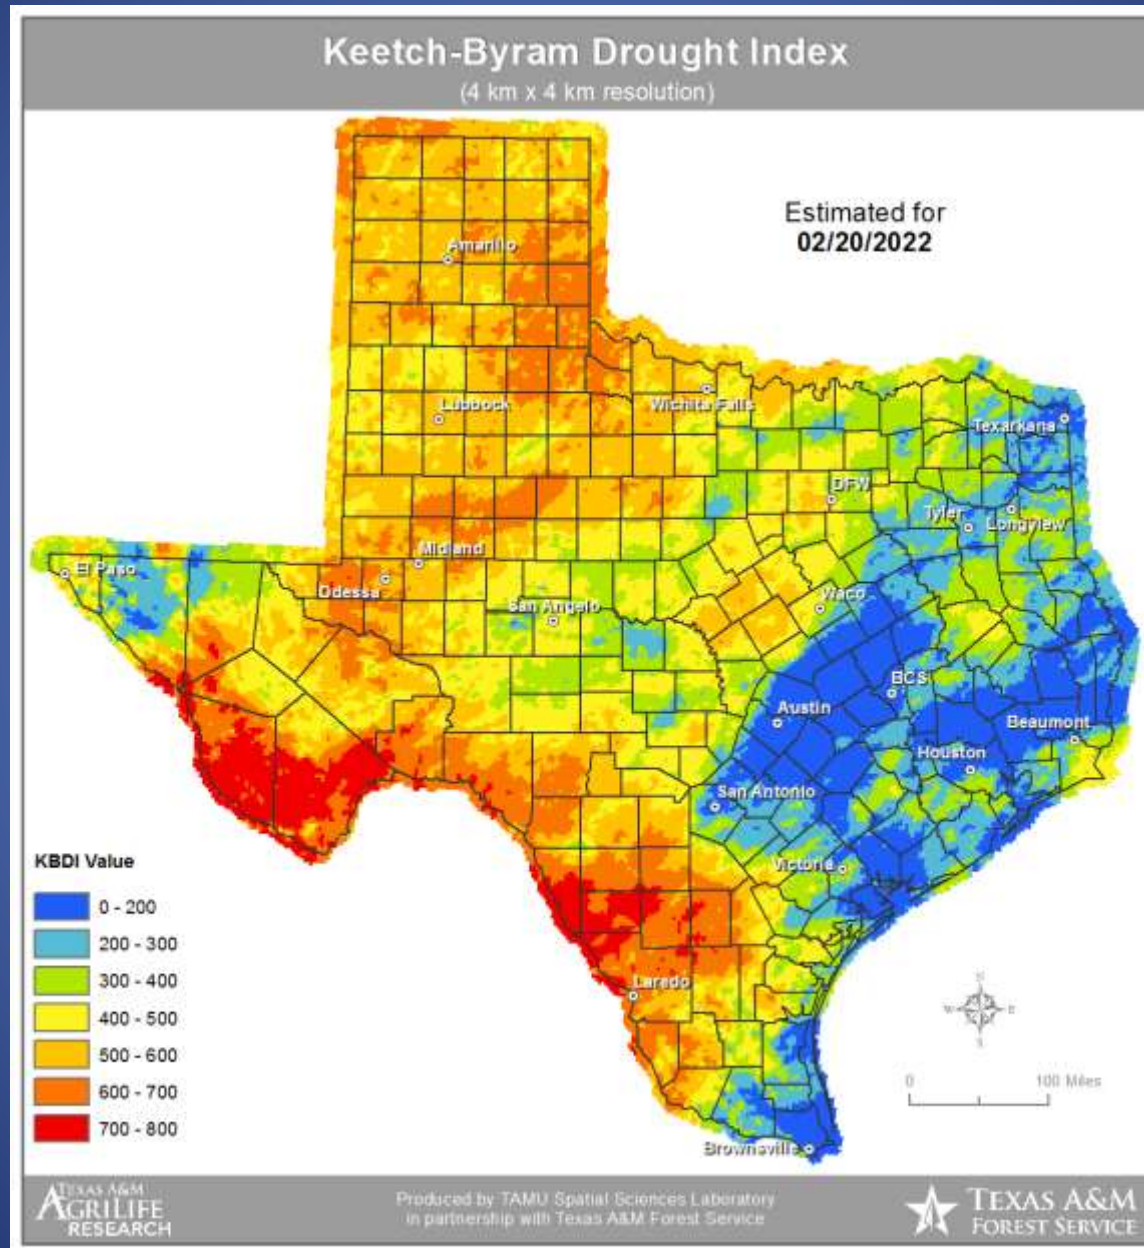 Keetch-Byram Drought Index
(4 km x 4 km resolution)
Estimated for
02/20/2022
Amarillo
Lubbock
Wichita Falls
Texarkana
DFW
Tyler
Longview
Midland
El Paso
Odessa
San Angelo
Waco
BCS
Austin
Beaumont
Houston
San Antonio
Victoria
Laredo
Brownsville
KBDI Value
0 - 200
200 - 300
300 - 400
400 - 500
500 - 600
600 - 700
700 - 800
N
W E
S
0 100 Miles
TEXAS A&M
AGRILIFE
RESEARCH
Produced by TAMU Spatial Sciences Laboratory
in partnership with Texas A&M Forest Service
TEXAS A&M
FOREST SERVICE